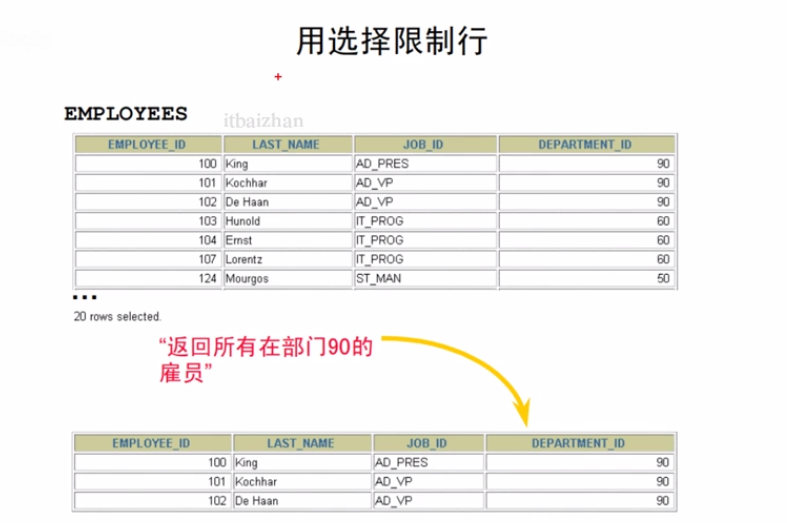 用选择限制行
EMPLOYEES
itbaizhan
EMPLOYEE_ID LAST_NAME JOB_ID DEPARTMENT_ID
100 King AD_PRES 90
101 Kochhar AD_VP 90
102 De Haan AD_VP 90
103 Hunold IT_PROG 60
104 Ernst IT_PROG 60
107 Lorentz IT_PROG 60
124 Mourgos ST_MAN 50
...
20 rows selected.
“返回所有在部门90的
雇员”
EMPLOYEE_ID LAST_NAME JOB_ID DEPARTMENT_ID
100 King AD_PRES 90
101 Kochhar AD_VP 90
102 De Haan AD_VP 90